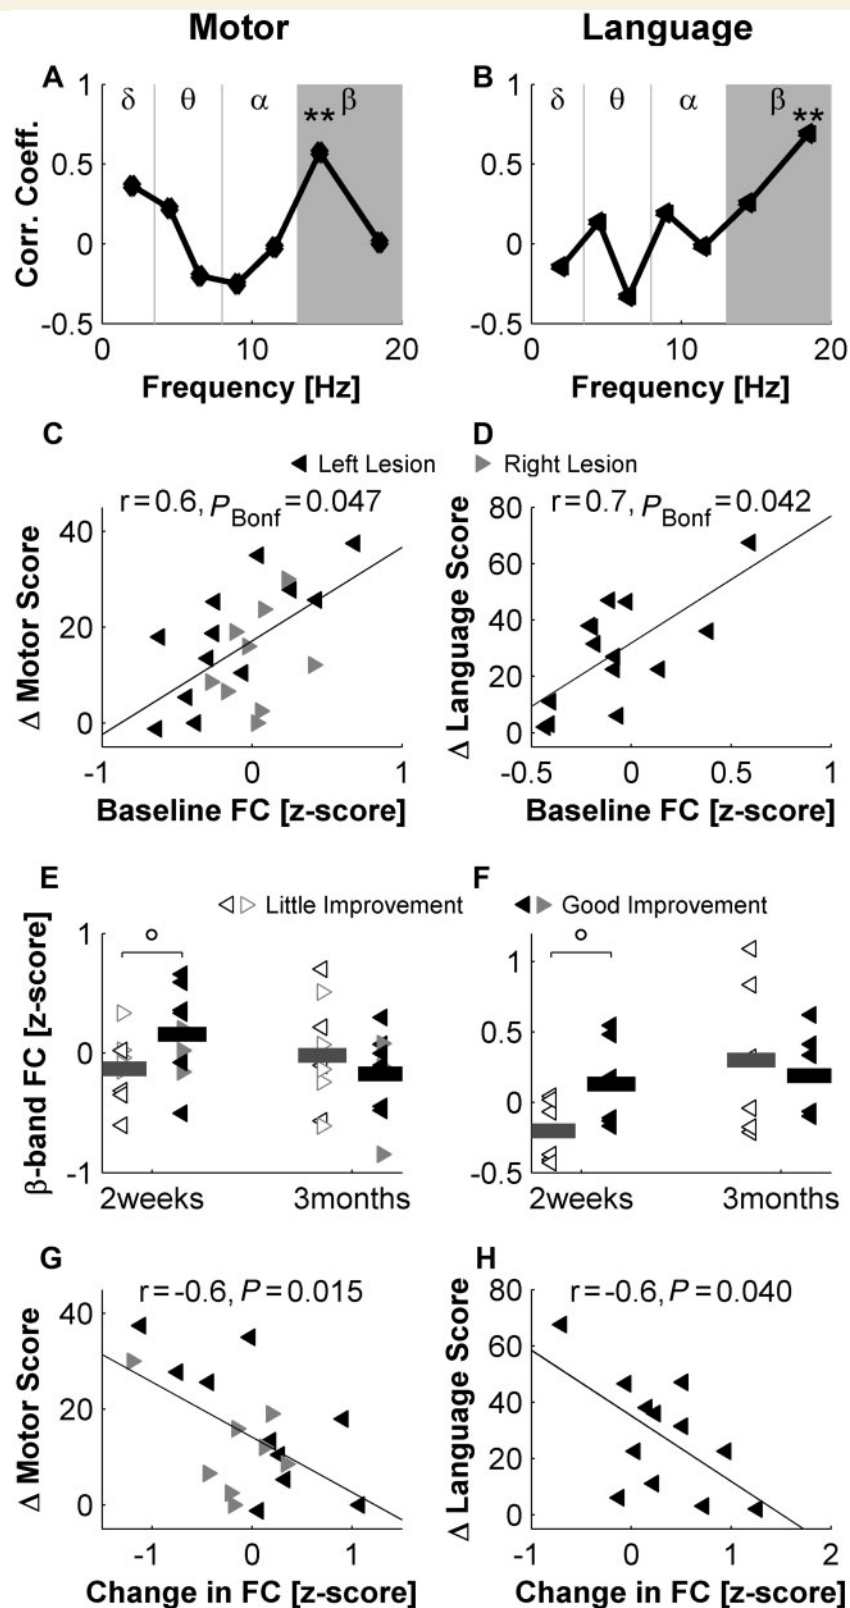 Motor Language
A B
1 1
δ θ α β δ θ α β
** **
0.5 0.5
Corr. Coeff.
0 0
-0.5 -0.5
0 10 20 0 10 20
Frequency [Hz] Frequency [Hz]
C D
Left Lesion Right Lesion
r=0.6, PBonf=0.047 r=0.7, PBonf=0.042
Δ Motor Score Δ Language Score
40 80
20 60
0 40
20
0
-1 0 1 -0.5 0 0.5 1
Baseline FC [z-score] Baseline FC [z-score]
E F
Little Improvement Good Improvement
β-band FC [z-score]
1 1
0 0.5
-1 0
-0.5
2weeks 3months 2weeks 3months
G H
r=-0.6, P=0.015 r=-0.6, P=0.040
Δ Motor Score Δ Language Score
40 80
20 60
0 40
20
0
-1 0 1 -1 0 1 2
Change in FC [z-score] Change in FC [z-score]